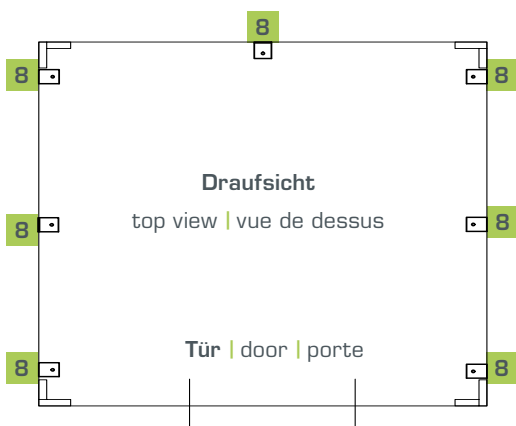 8
8 8
Draufsicht
top view | vue de dessus
8 8
Tür | door | porte
8 8